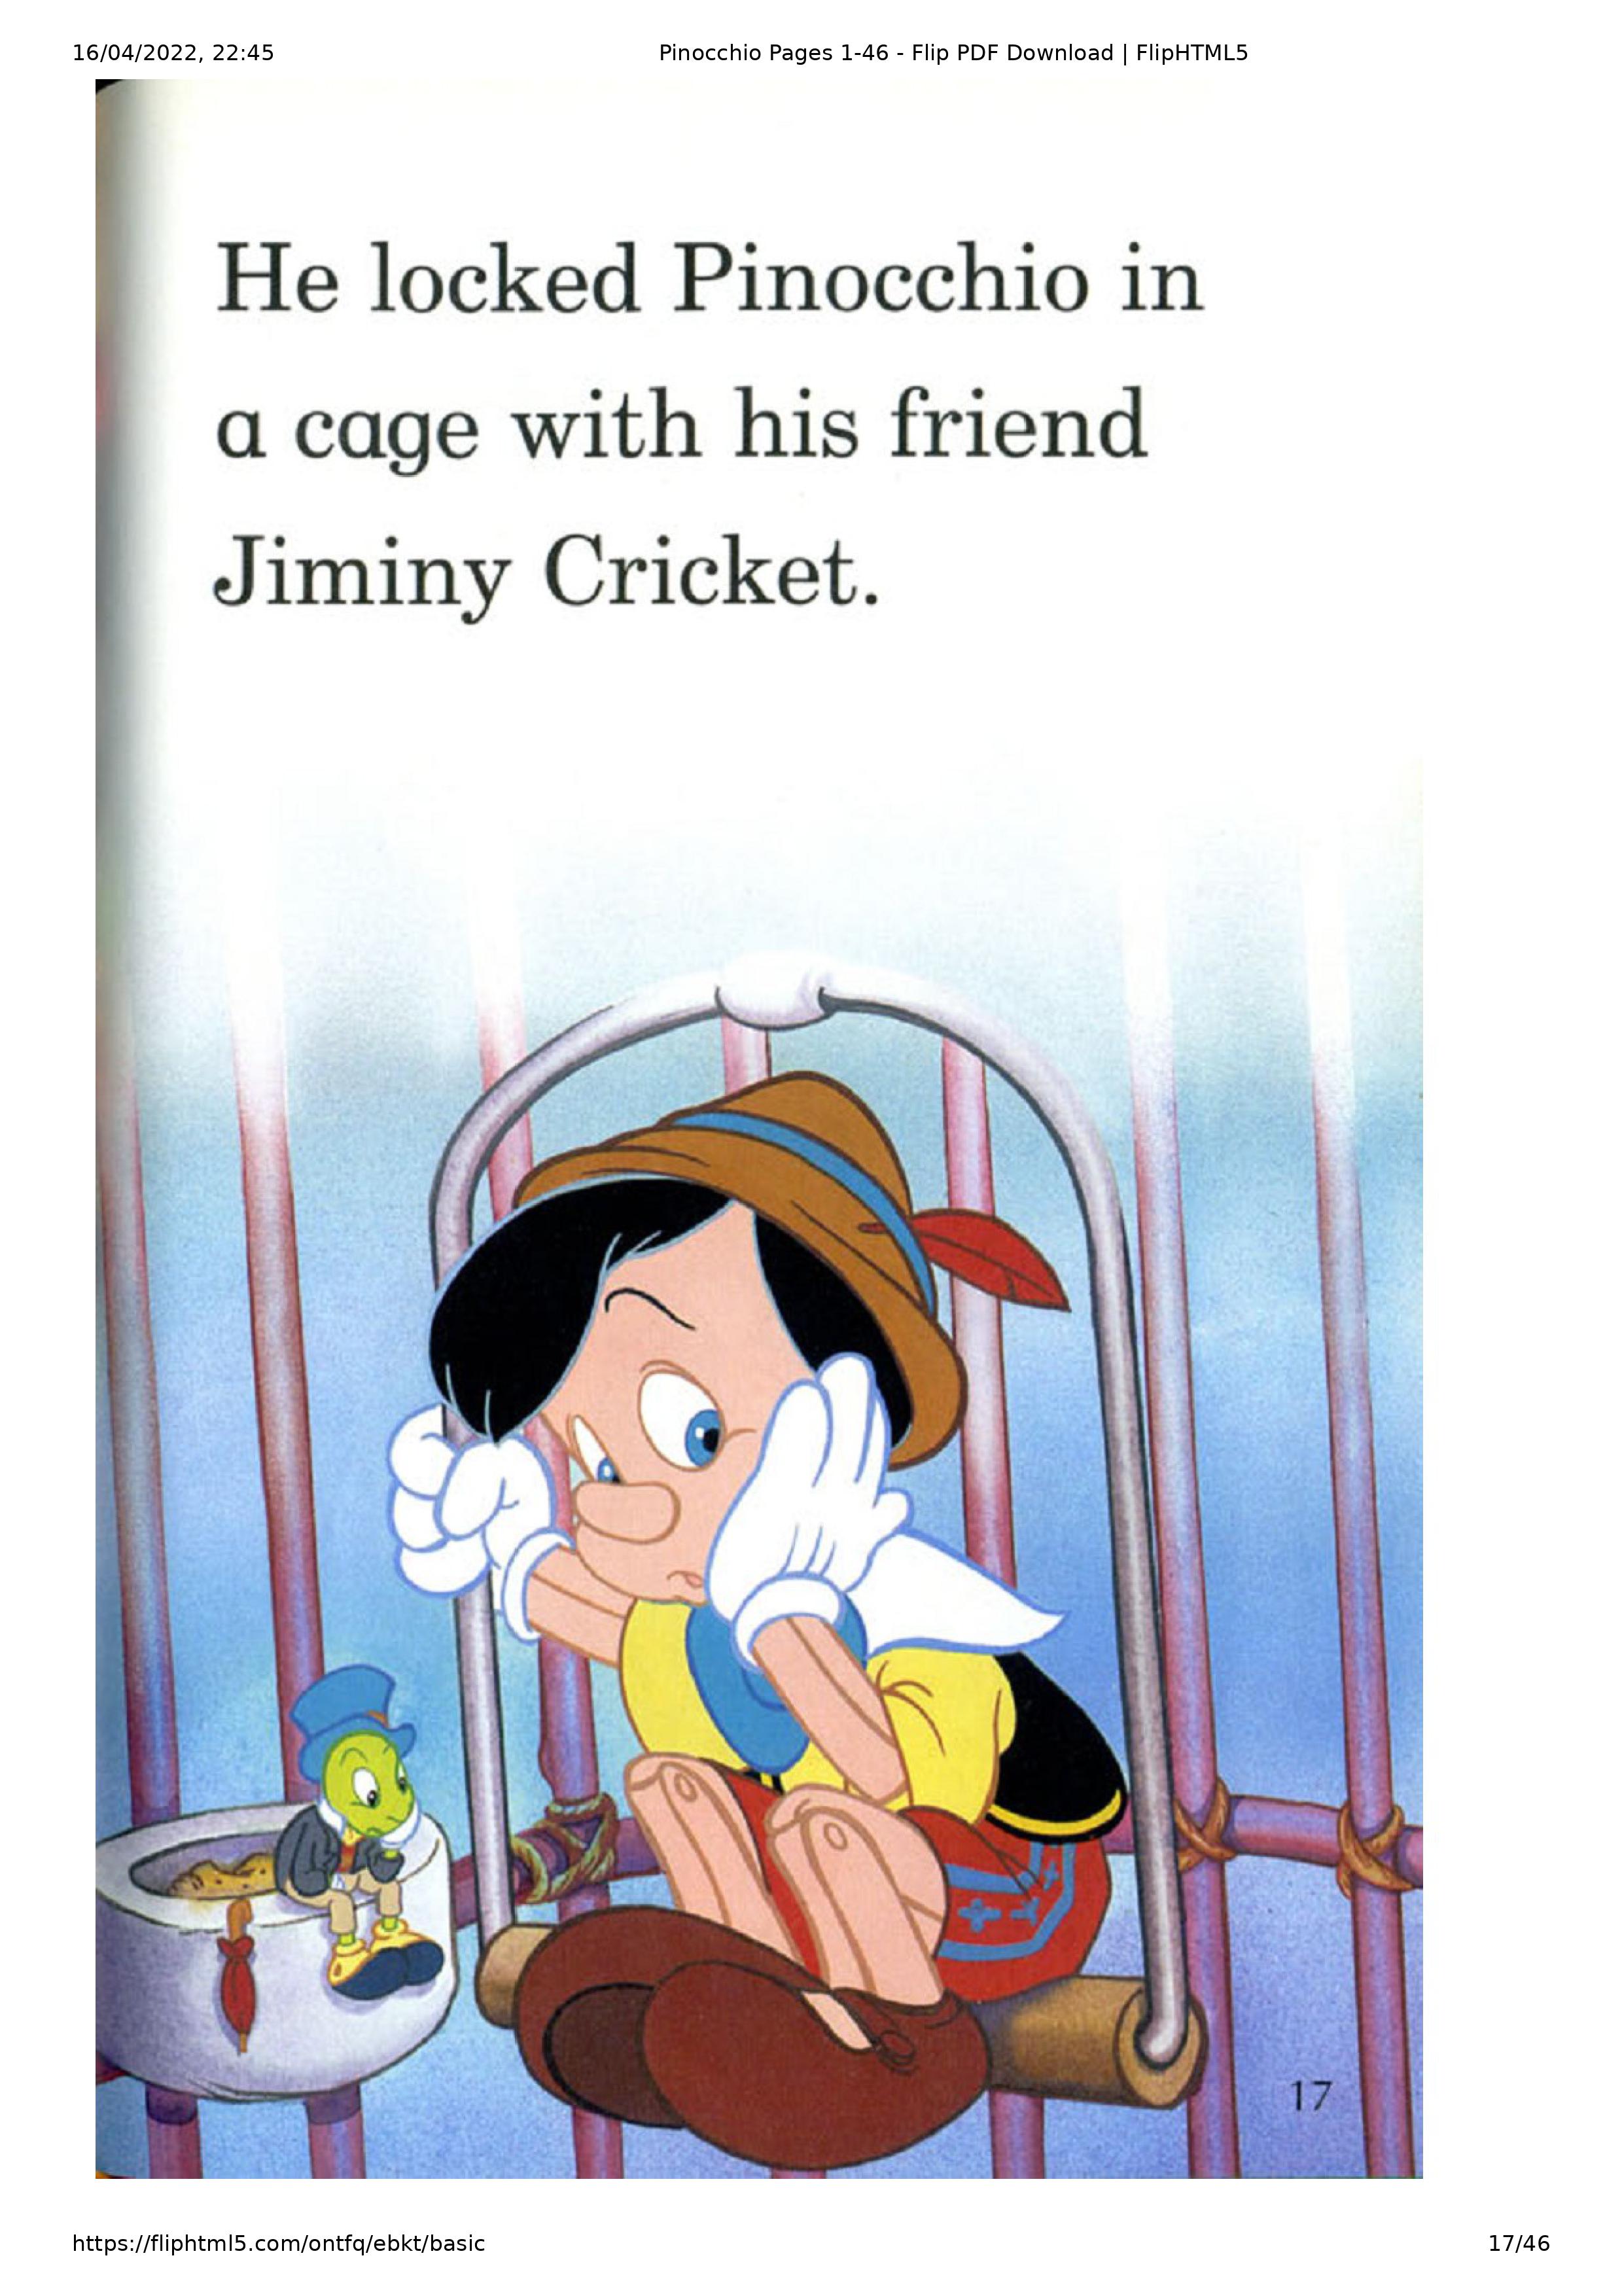 16/04/2022, 22:45
Pinocchio Pages 1-46 - Flip PDF Download | FlipHTML5
He locked Pinocchio in
a cage with his friend
Jiminy Cricket.
17
https://fliphtml5.com/ontfq/ebkt/basic
17/46